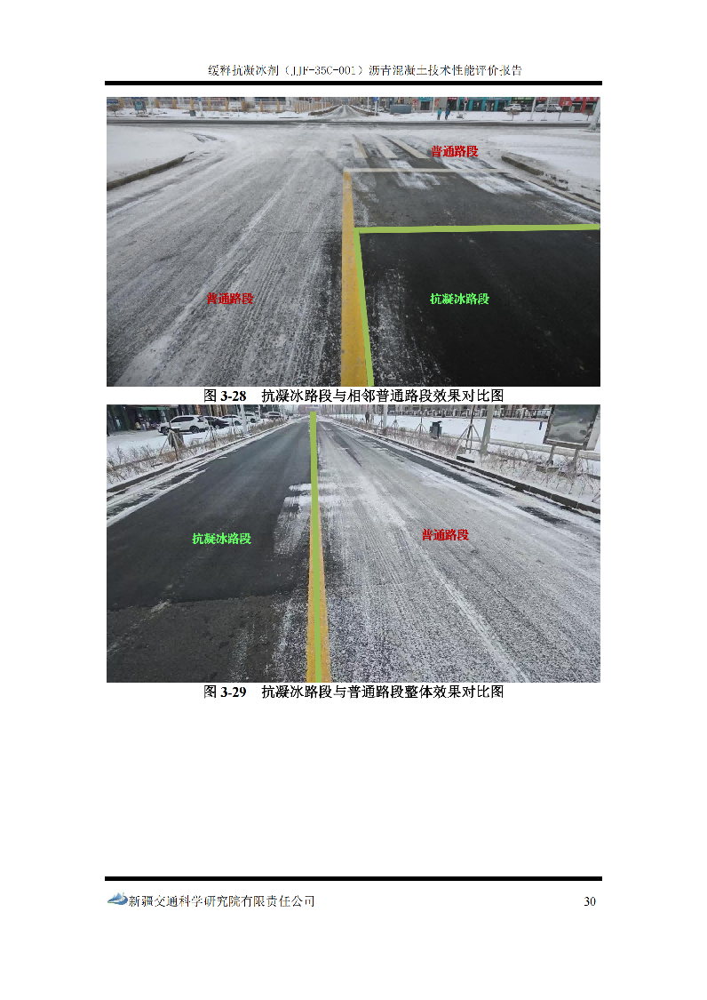 缓释抗凝冰剂（JJF-35C-001）沥青混凝土技术性能评价报告
普通路段
普通路段
抗凝冰路段
图 3-28 抗凝冰路段与相邻普通路段效果对比图
抗凝冰路段
普通路段
图 3-29 抗凝冰路段与普通路段整体效果对比图
新疆交通科学研究院有限责任公司 30